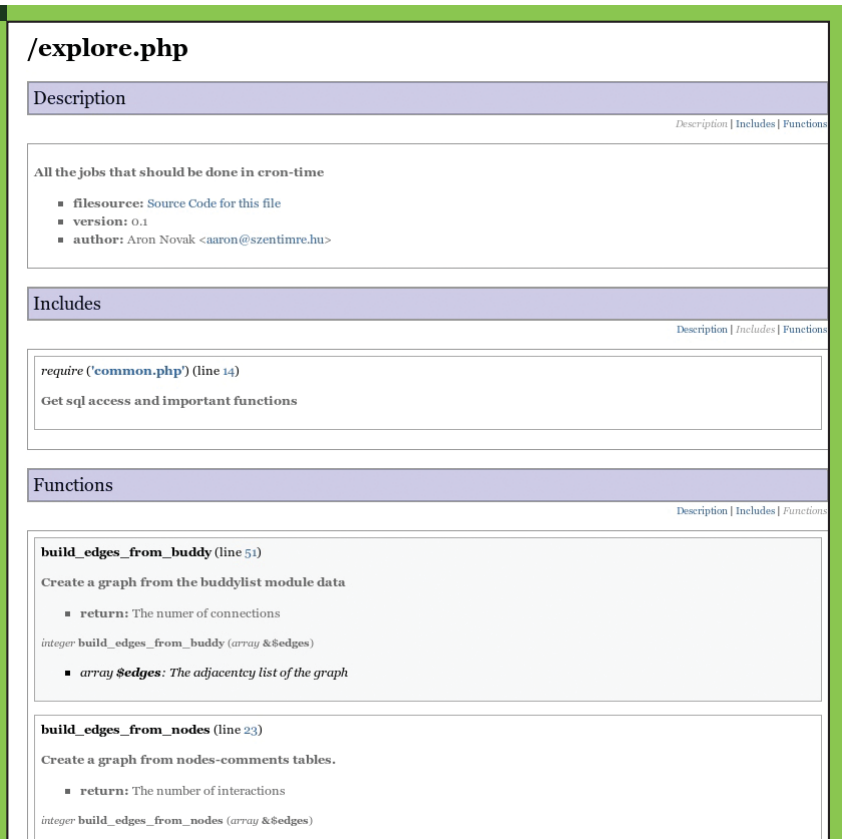 /explore.php
Description
Description | Includes | Functions
All the jobs that should be done in cron-time
filesource: Source Code for this file
version: 0.1
author: Aron Novak <aaron@szentimre.hu>
Includes
Description | Includes | Functions
require ('common.php') (line 14)
Get sql access and important functions
Functions
Description | Includes | Functions
build_edges_from_buddy (line 51)
Create a graph from the buddylist module data
return: The numer of connections
integer build_edges_from_buddy (array &$edges)
array $edges: The adjacentcy list of the graph
build_edges_from_nodes (line 23)
Create a graph from nodes-comments tables.
return: The number of interactions
integer build_edges_from_nodes (array &$edges)